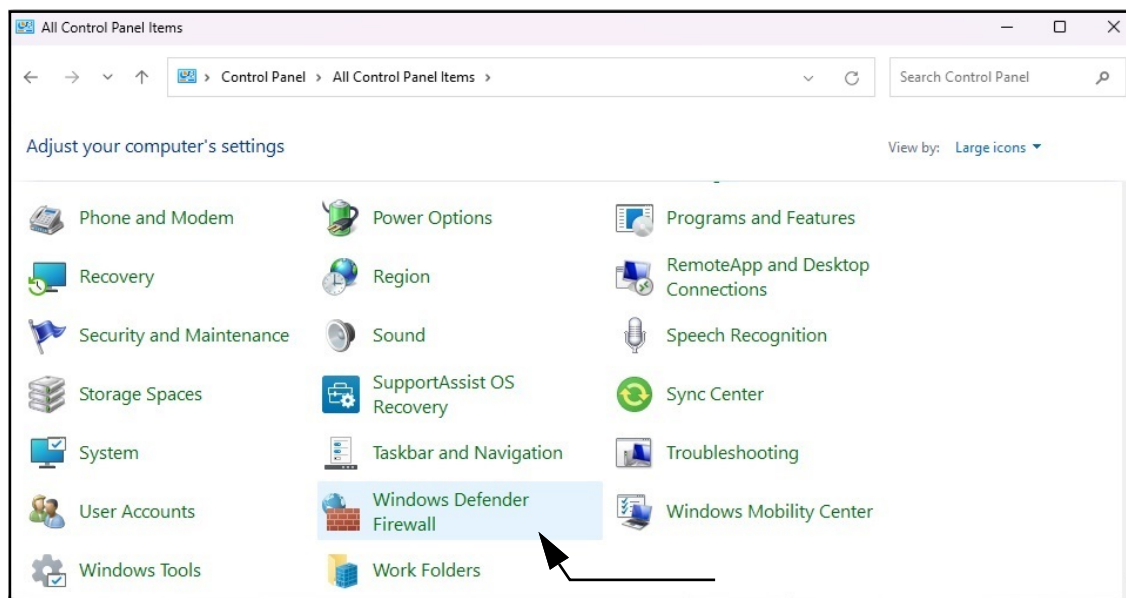 All Control Panel Items
Control Panel > All Control Panel Items >
Search Control Panel
Adjust your computer's settings
View by: Large icons
Phone and Modem
Power Options
Programs and Features
Recovery
Region
RemoteApp and Desktop
Connections
Security and Maintenance
Sound
Speech Recognition
Storage Spaces
SupportAssist OS
Recovery
Sync Center
System
Taskbar and Navigation
Troubleshooting
User Accounts
Windows Defender
Firewall
Windows Mobility Center
Windows Tools
Work Folders